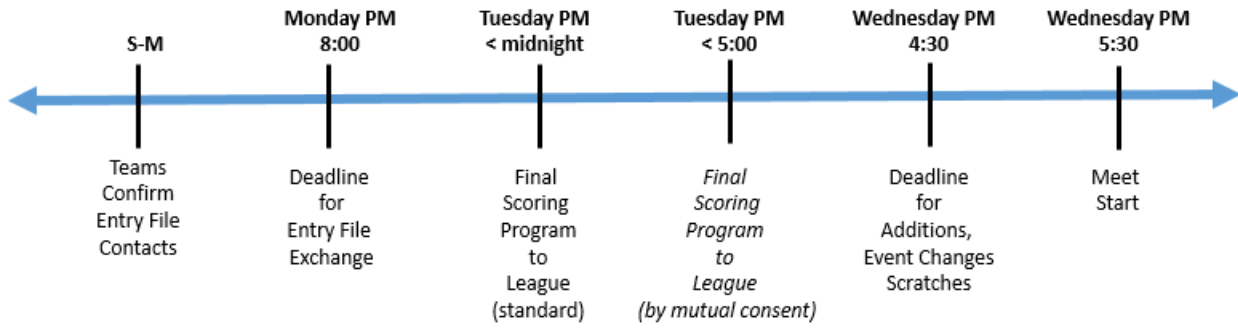 S-M
Monday PM
8:00
Tuesday PM
< midnight
Tuesday PM
< 5:00
Wednesday PM
4:30
Wednesday PM
5:30
Teams
Confirm
Entry File
Contacts
Deadline
for
Entry File
Exchange
Final
Scoring
Program
to
League
(standard)
Final
Scoring
Program
to
League
(by mutual consent)
Deadline
for
Additions,
Event Changes
Scratches
Meet
Start